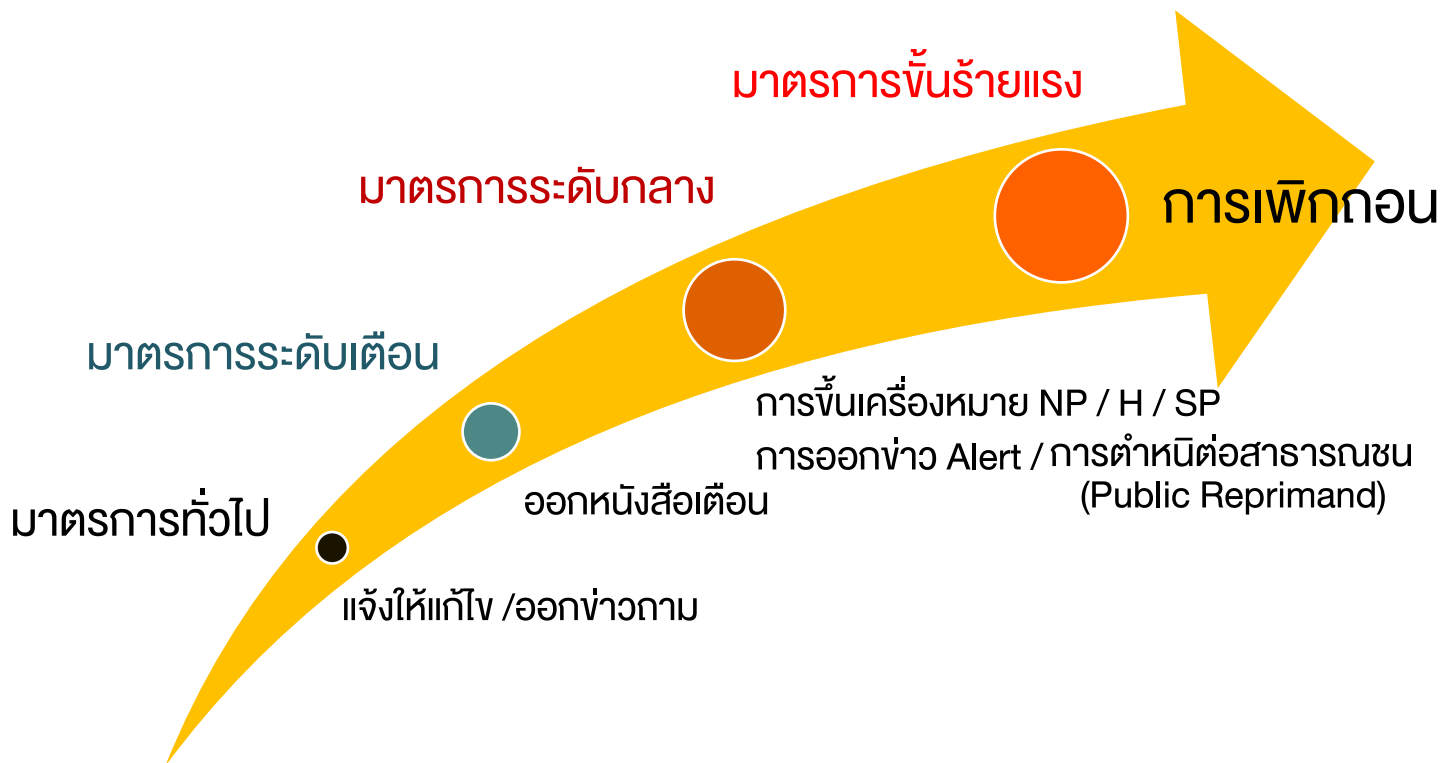 มาตรการขั้นร้ายแรง
การเพิกถอน
มาตรการระดับกลาง
การขึ้นเครื่องหมาย NP / H / SP
การออกข่าว Alert / การตำหนิต่อสาธารณชน
(Public Reprimand)
มาตรการระดับเตือน
ออกหนังสือเตือน
มาตรการทั่วไป
แจ้งให้แก้ไข /ออกข่าวถาม